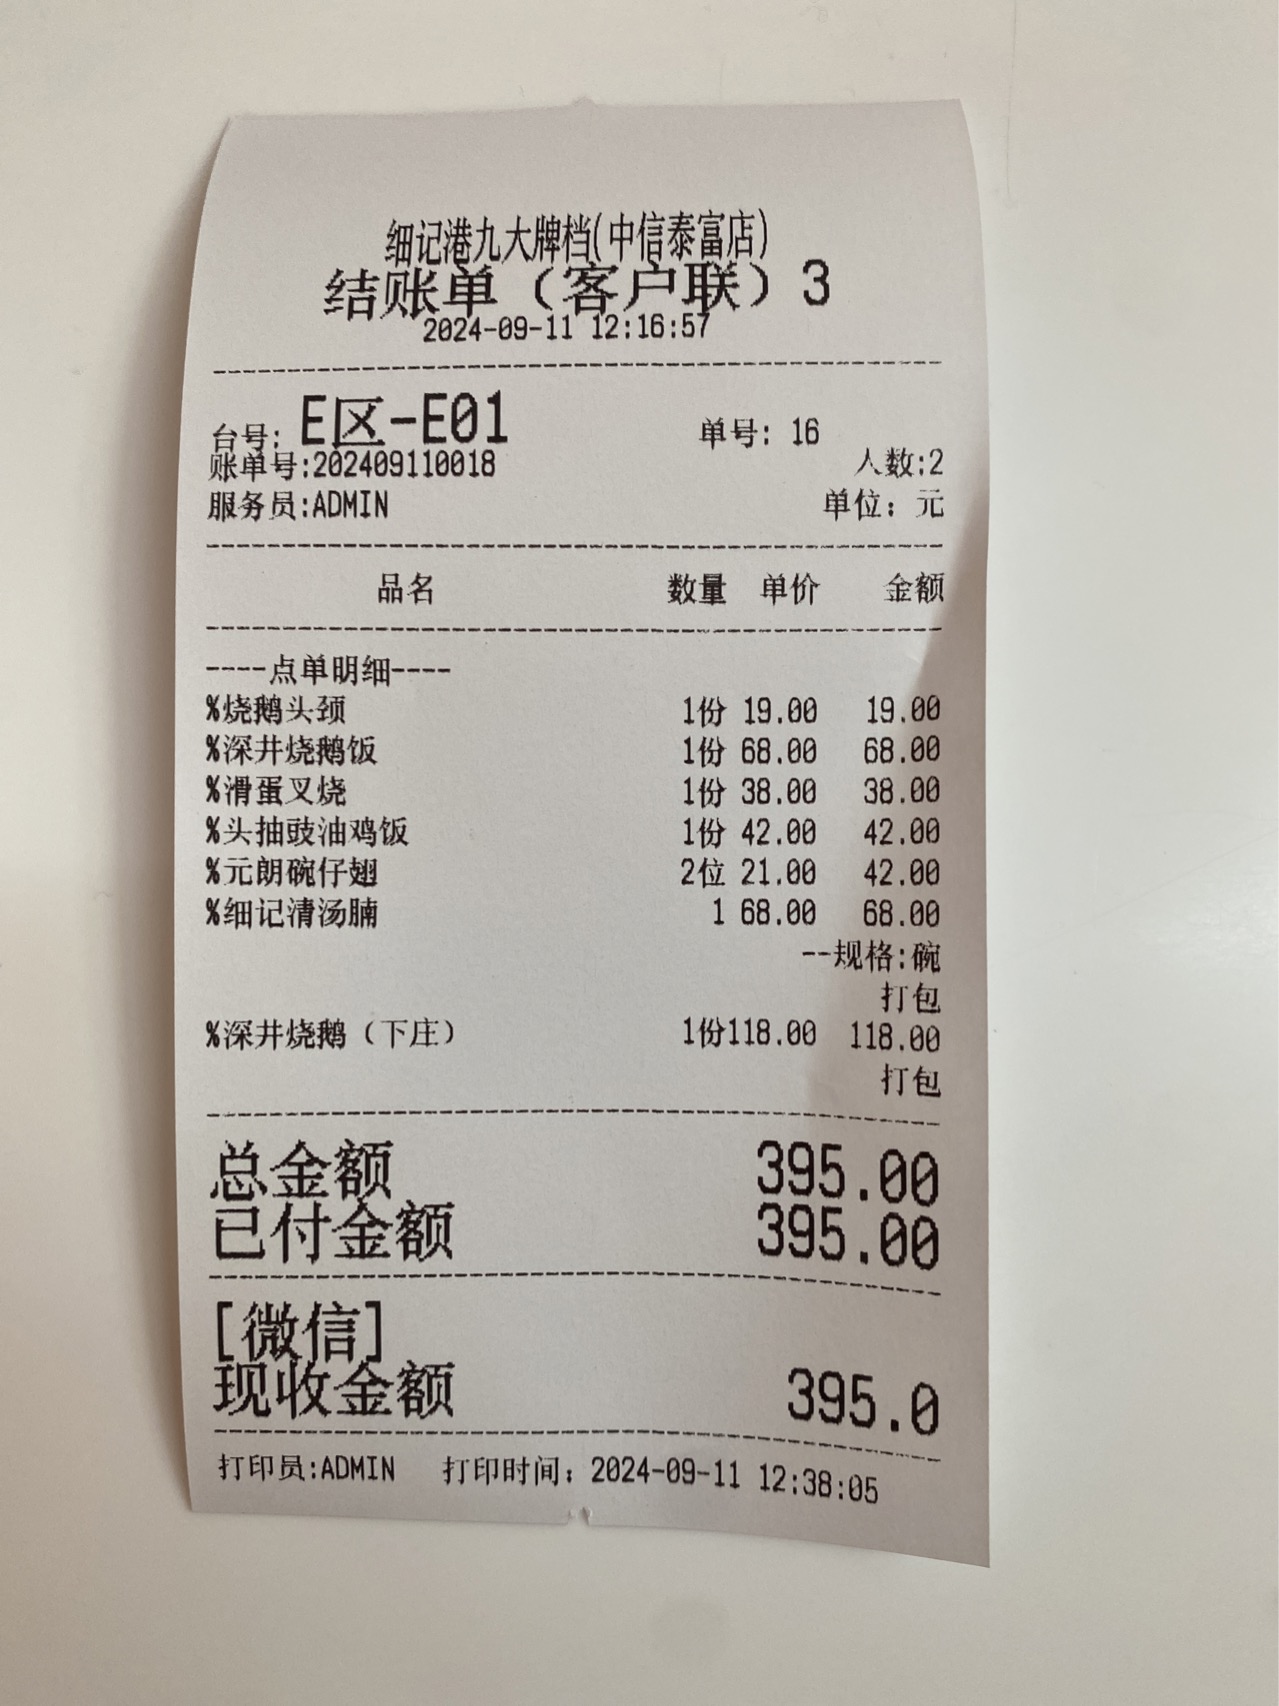 细记港九大牌档(中信泰富店)
结账单（客户联）3
2024-09-11 12:16:57
台号: E区-E01 单号: 16
账单号:202409110018 人数:2
服务员:ADMIN 单位：元
品名 数量 单价 金额
----点单明细----
%烧鹅头颈 1份 19.00 19.00
%深井烧鹅饭 1份 68.00 68.00
%滑蛋叉烧 1份 38.00 38.00
%头抽豉油鸡饭 1份 42.00 42.00
%元朗碗仔翅 2位 21.00 42.00
%细记清汤腩 1 68.00 68.00
--规格:碗
打包
%深井烧鹅（下庄） 1份118.00 118.00
打包
总金额 395.00
已付金额 395.00
[微信]
现收金额 395.0
打印员:ADMIN 打印时间：2024-09-11 12:38:05